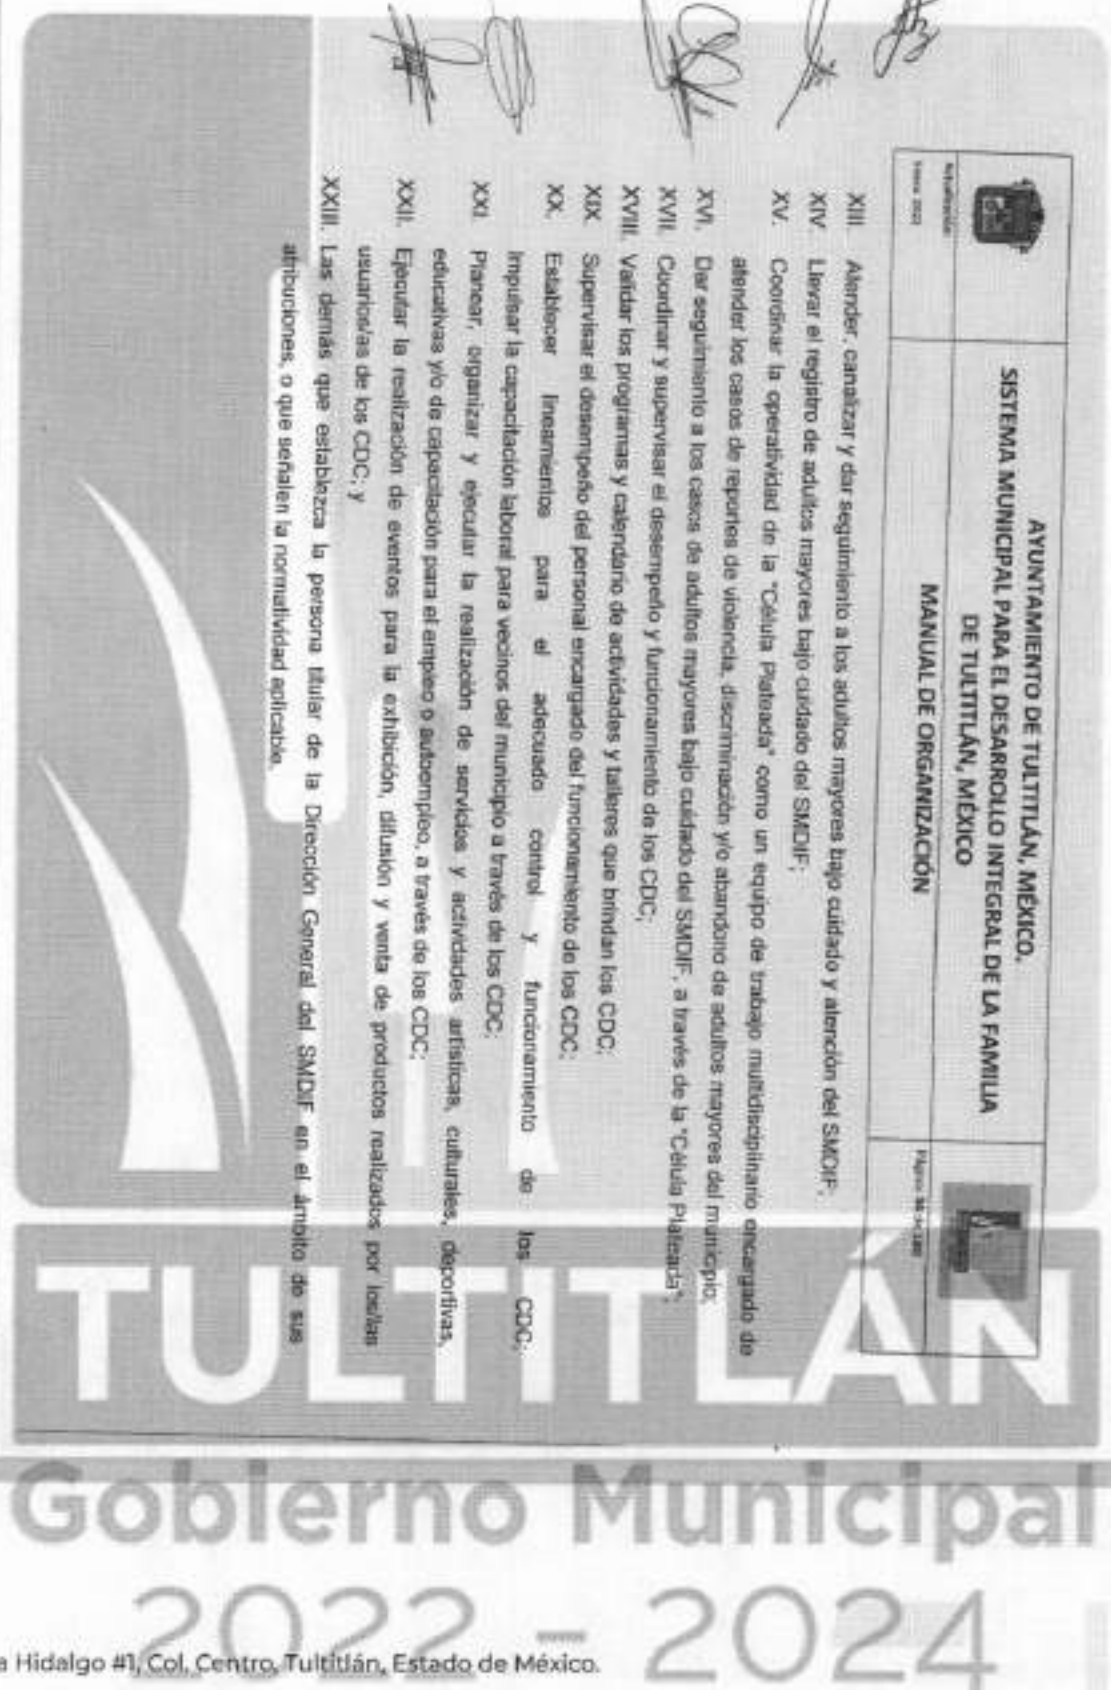 AYUNTAMIENTO DE TULTITLÁN, MÉXICO.
SISTEMA MUNICIPAL PARA EL DESARROLLO INTEGRAL DE LA FAMILIA
DE TULTITLÁN, MÉXICO
MANUAL DE ORGANIZACIÓN
Actualización:
2022
Página
XIII. Atender, canalizar y dar seguimiento a los adultos mayores bajo cuidado y atención del SMDIF;
XIV. Llevar el registro de adultos mayores bajo cuidado del SMDIF;
XV. Coordinar la operatividad de la "Célula Plateada" como un equipo de trabajo multidisciplinario encargado de
atender los casos de reportes de violencia, discriminación y/o abandono de adultos mayores del municipio;
XVI. Dar seguimiento a los casos de adultos mayores bajo cuidado del SMDIF, a través de la "Célula Plateada";
XVII. Coordinar y supervisar el desempeño y funcionamiento de los CDC;
XVIII. Validar los programas y calendario de actividades y talleres que brindan los CDC;
XIX. Supervisar el desempeño del personal encargado del funcionamiento de los CDC;
XX. Establecer lineamientos para el adecuado control y funcionamiento de los CDC;
Impulsar la capacitación laboral para vecinos del municipio a través de los CDC;
XXI. Planear, organizar y ejecutar la realización de servicios y actividades artísticas, culturales, deportivas,
educativas y/o de capacitación para el empleo o autoempleo, a través de los CDC;
XXII. Ejecutar la realización de eventos para la exhibición, difusión y venta de productos realizados por los/las
usuarios/as de los CDC; y
XXIII. Las demás que establezca la persona titular de la Dirección General del SMDIF en el ámbito de sus
atribuciones, o que señalen la normatividad aplicable.
TULTITLÁN
Gobierno Municipal
2022 - 2024
a Hidalgo #1, Col. Centro, Tultitlán, Estado de México.